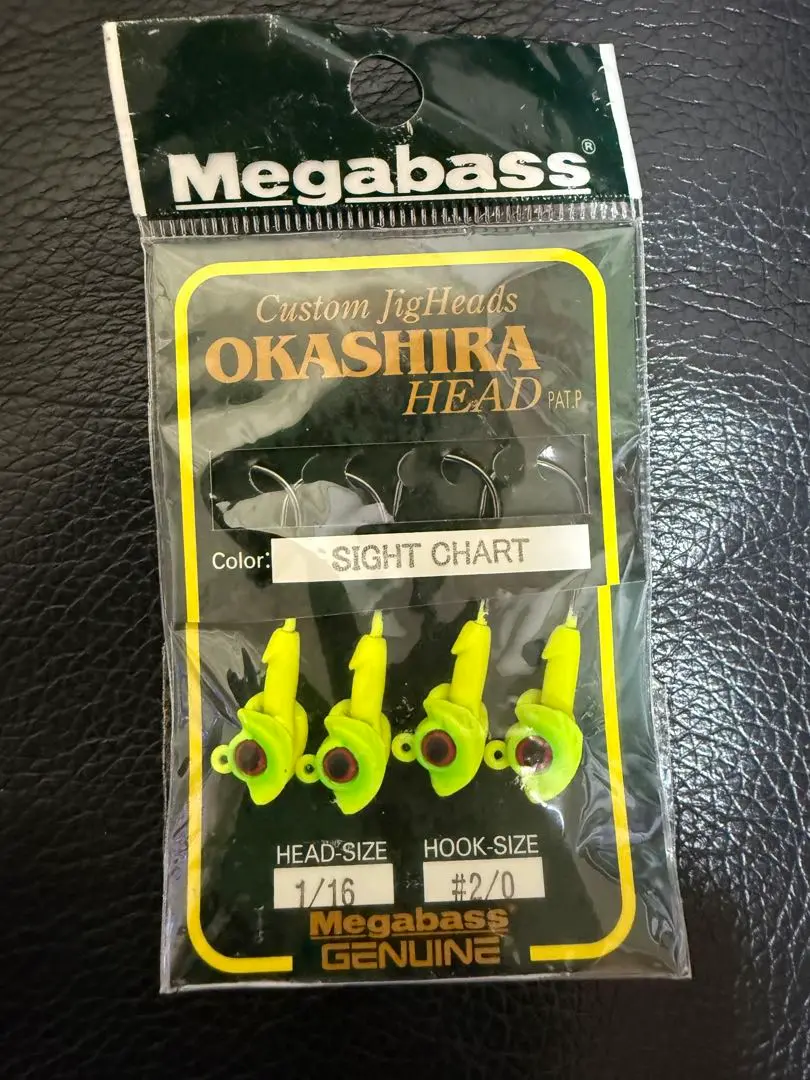 Megabass®
Custom JigHeads
OKASHIRA
HEAD PAT.P
Color: SIGHT CHART
HEAD-SIZE HOOK-SIZE
1/16 #2/0
Megabass
GENUINE